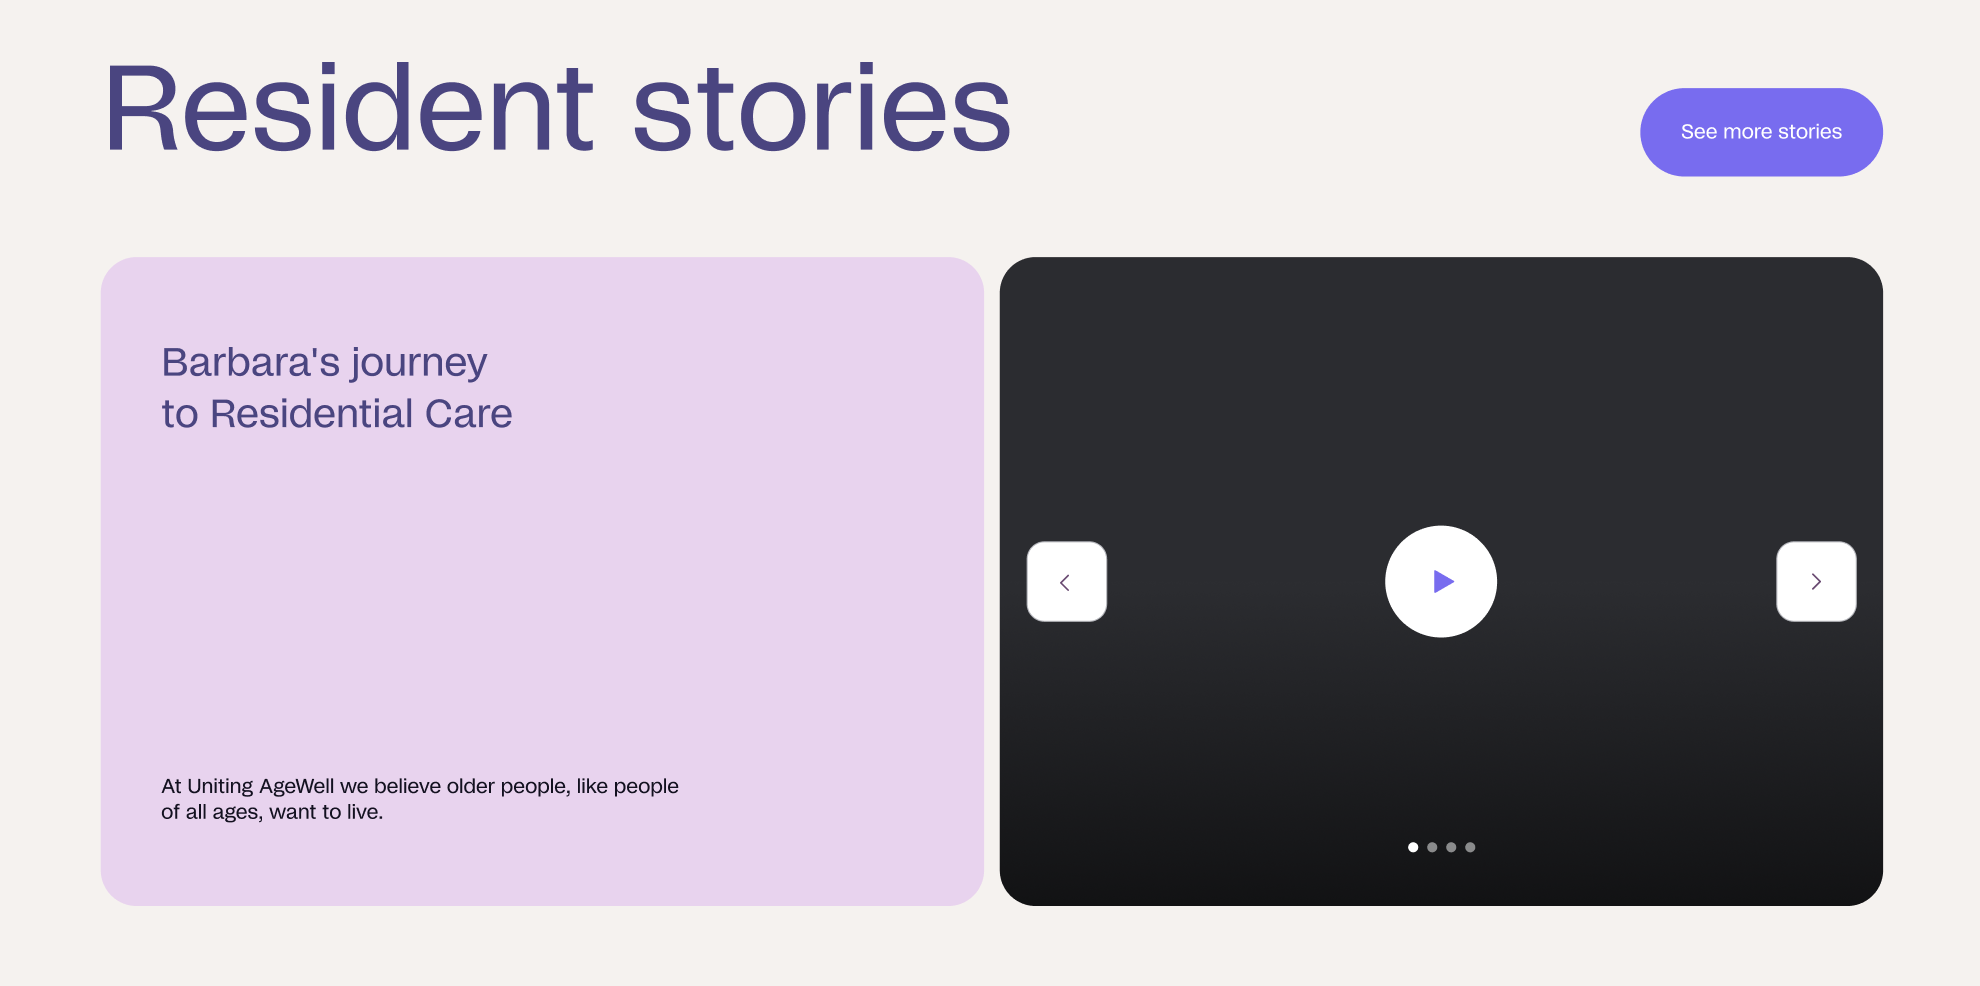 Resident stories
See more stories
Barbara's journey
to Residential Care
At Uniting AgeWell we believe older people, like people
of all ages, want to live.